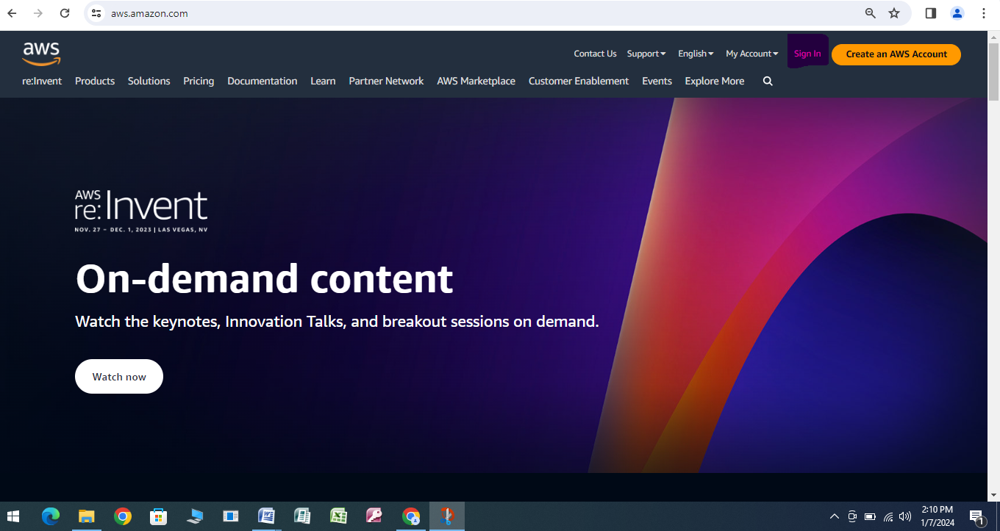 aws.amazon.com
aws
Contact Us Support English My Account Sign In Create an AWS Account
re:Invent Products Solutions Pricing Documentation Learn Partner Network AWS Marketplace Customer Enablement Events Explore More
AWS
re:Invent
NOV. 27 – DEC. 1, 2023 | LAS VEGAS, NV
On-demand content
Watch the keynotes, Innovation Talks, and breakout sessions on demand.
Watch now
2:10 PM
1/7/2024
1